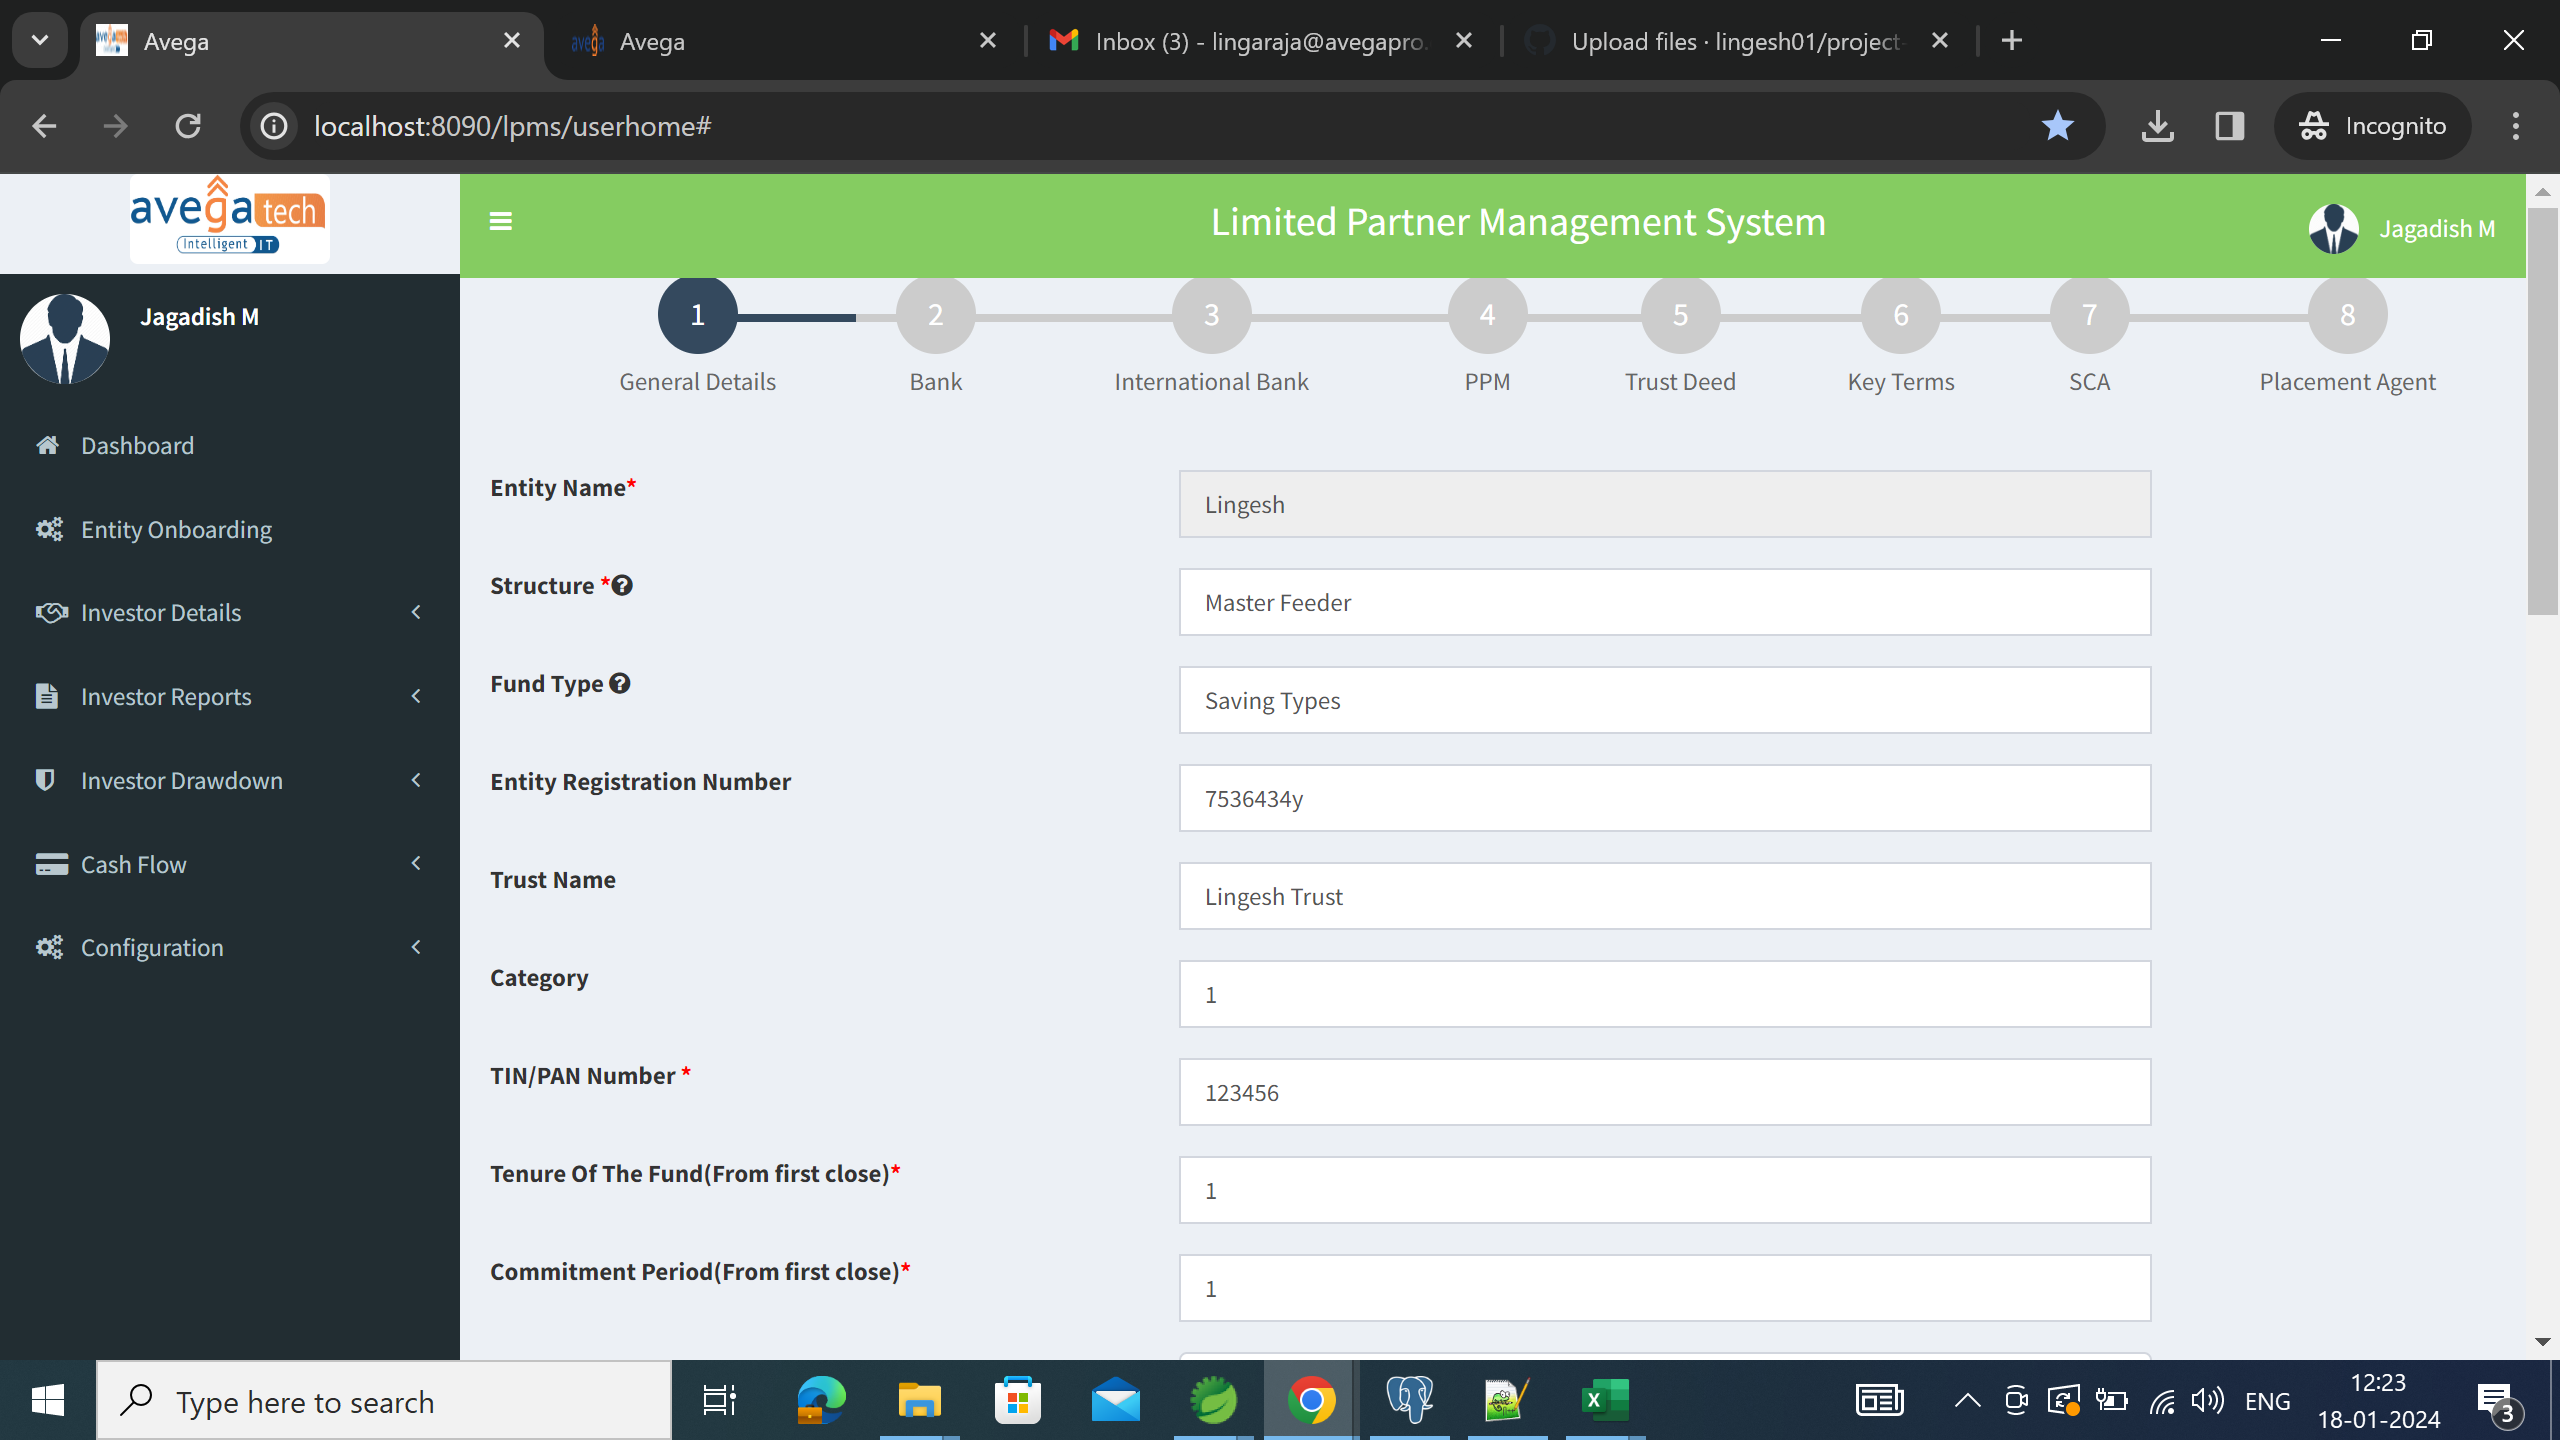 Avega
Avega
Inbox (3) - lingaraja@avegapro.
Upload files · lingesh01/project-
localhost:8090/lpms/userhome#
Incognito
avega tech
Intelligent IT
Limited Partner Management System
Jagadish M
Jagadish M
Dashboard
Entity Onboarding
Investor Details
Investor Reports
Investor Drawdown
Cash Flow
Configuration
1
2
3
4
5
6
7
8
General Details
Bank
International Bank
PPM
Trust Deed
Key Terms
SCA
Placement Agent
Entity Name*
Lingesh
Structure *
Master Feeder
Fund Type
Saving Types
Entity Registration Number
7536434y
Trust Name
Lingesh Trust
Category
1
TIN/PAN Number *
123456
Tenure Of The Fund(From first close)*
1
Commitment Period(From first close)*
1
Type here to search
ENG
12:23
18-01-2024
3